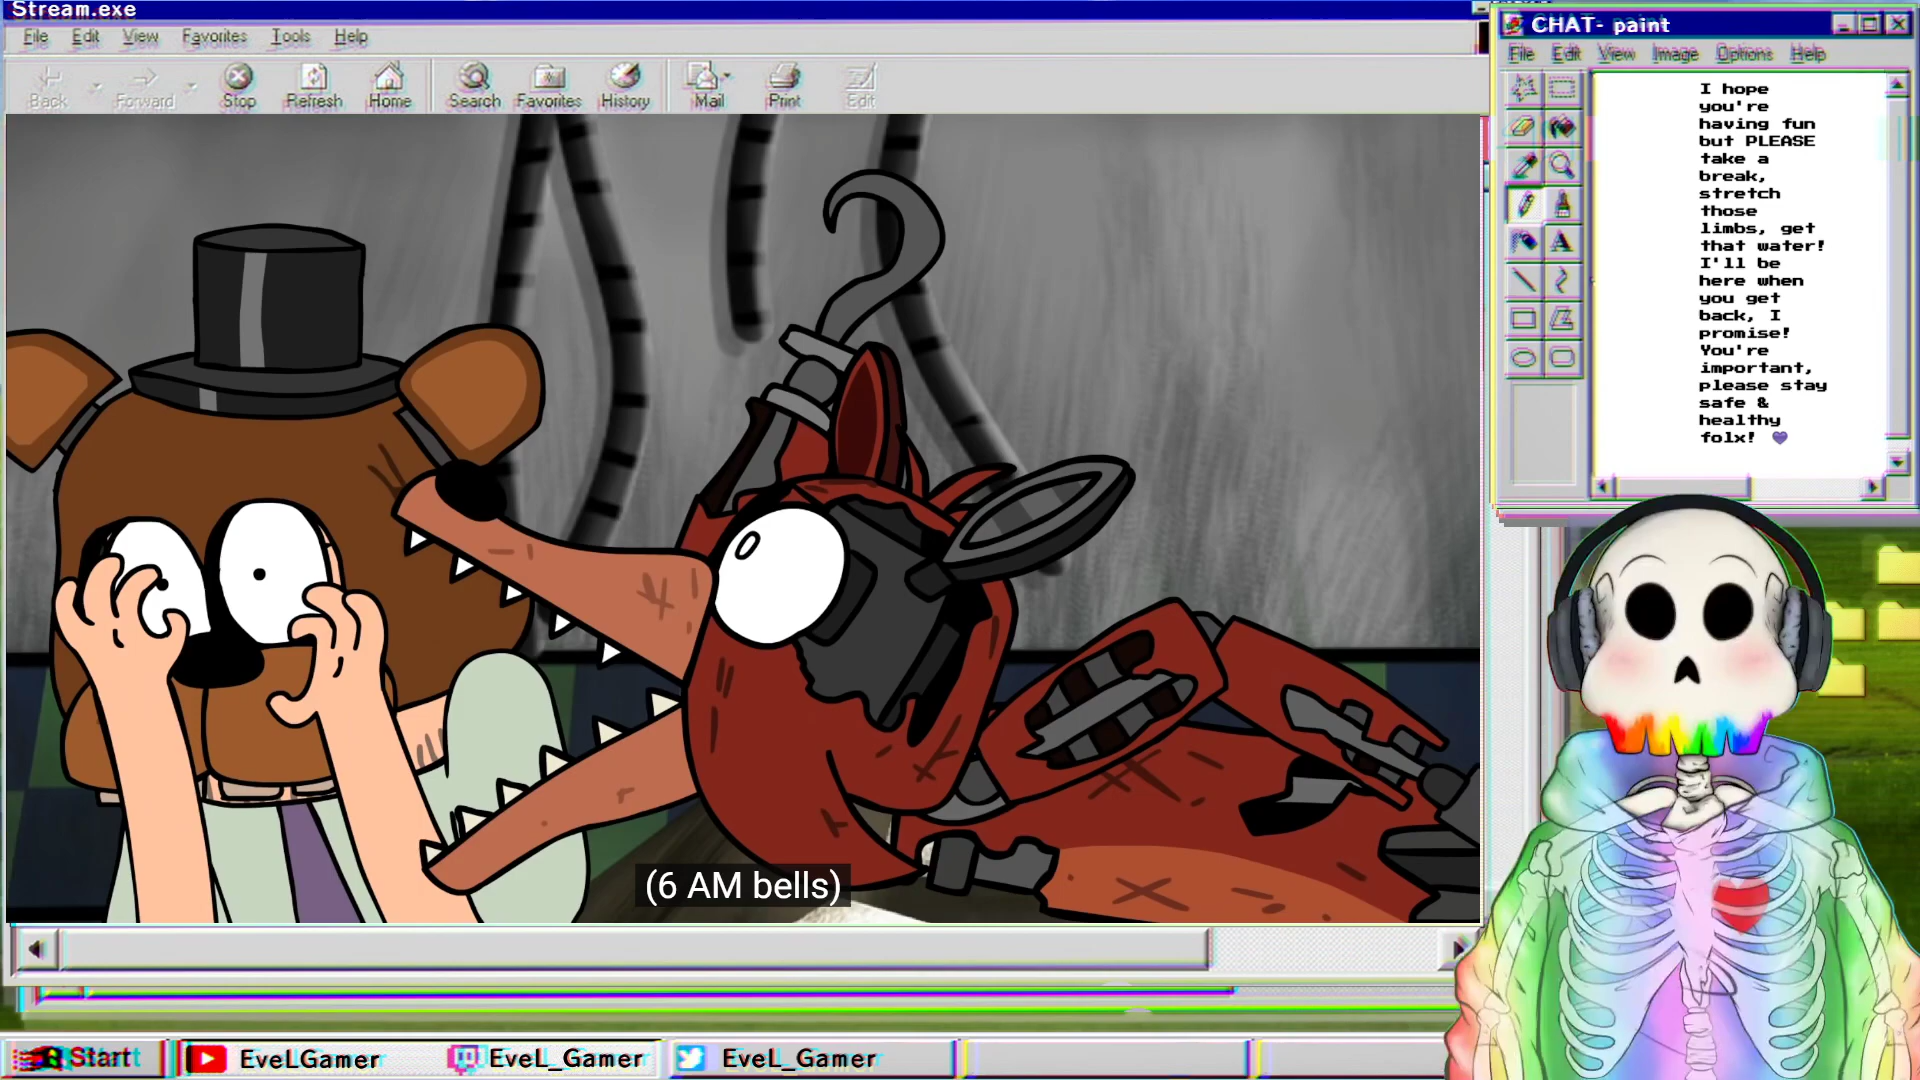 Stream.exe
File Edit View Favorites Tools Help
Back Forward Stop Refresh Home Search Favorites History Mail Print Edit
(6 AM bells)
CHAT- paint
File Edit View Image Options Help
A
I hope
you're
having fun
but PLEASE
take a
break,
stretch
those
limbs, get
that water!
I'll be
here when
you get
back, I
promise!
You're
important,
please stay
safe &
healthy
folx! 💜
Start EveLGamer EveL_Gamer EveL_Gamer